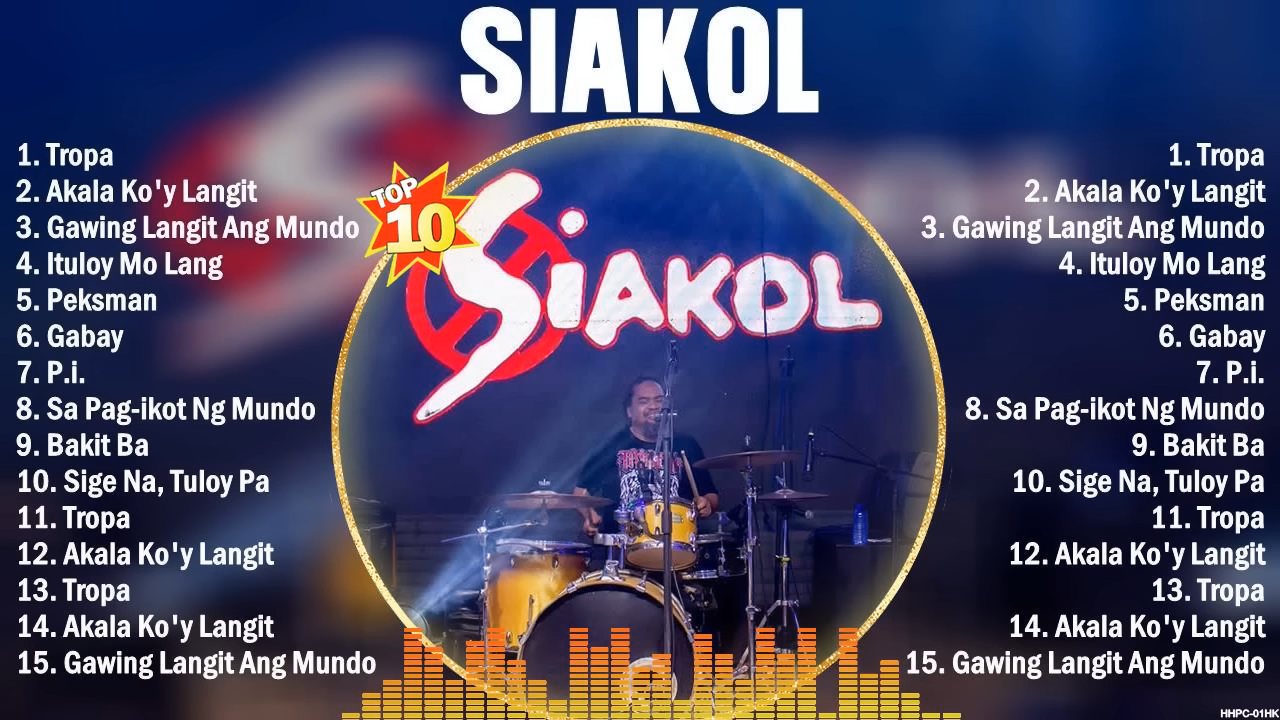 SIAKOL
1. Tropa
2. Akala Ko'y Langit
3. Gawing Langit Ang Mundo
4. Ituloy Mo Lang
5. Peksman
6. Gabay
7. P.i.
8. Sa Pag-ikot Ng Mundo
9. Bakit Ba
10. Sige Na, Tuloy Pa
11. Tropa
12. Akala Ko'y Langit
13. Tropa
14. Akala Ko'y Langit
15. Gawing Langit Ang Mundo
TOP
10
SIAKOL
1. Tropa
2. Akala Ko'y Langit
3. Gawing Langit Ang Mundo
4. Ituloy Mo Lang
5. Peksman
6. Gabay
7. P.i.
8. Sa Pag-ikot Ng Mundo
9. Bakit Ba
10. Sige Na, Tuloy Pa
11. Tropa
12. Akala Ko'y Langit
13. Tropa
14. Akala Ko'y Langit
15. Gawing Langit Ang Mundo
HHPC-01HK